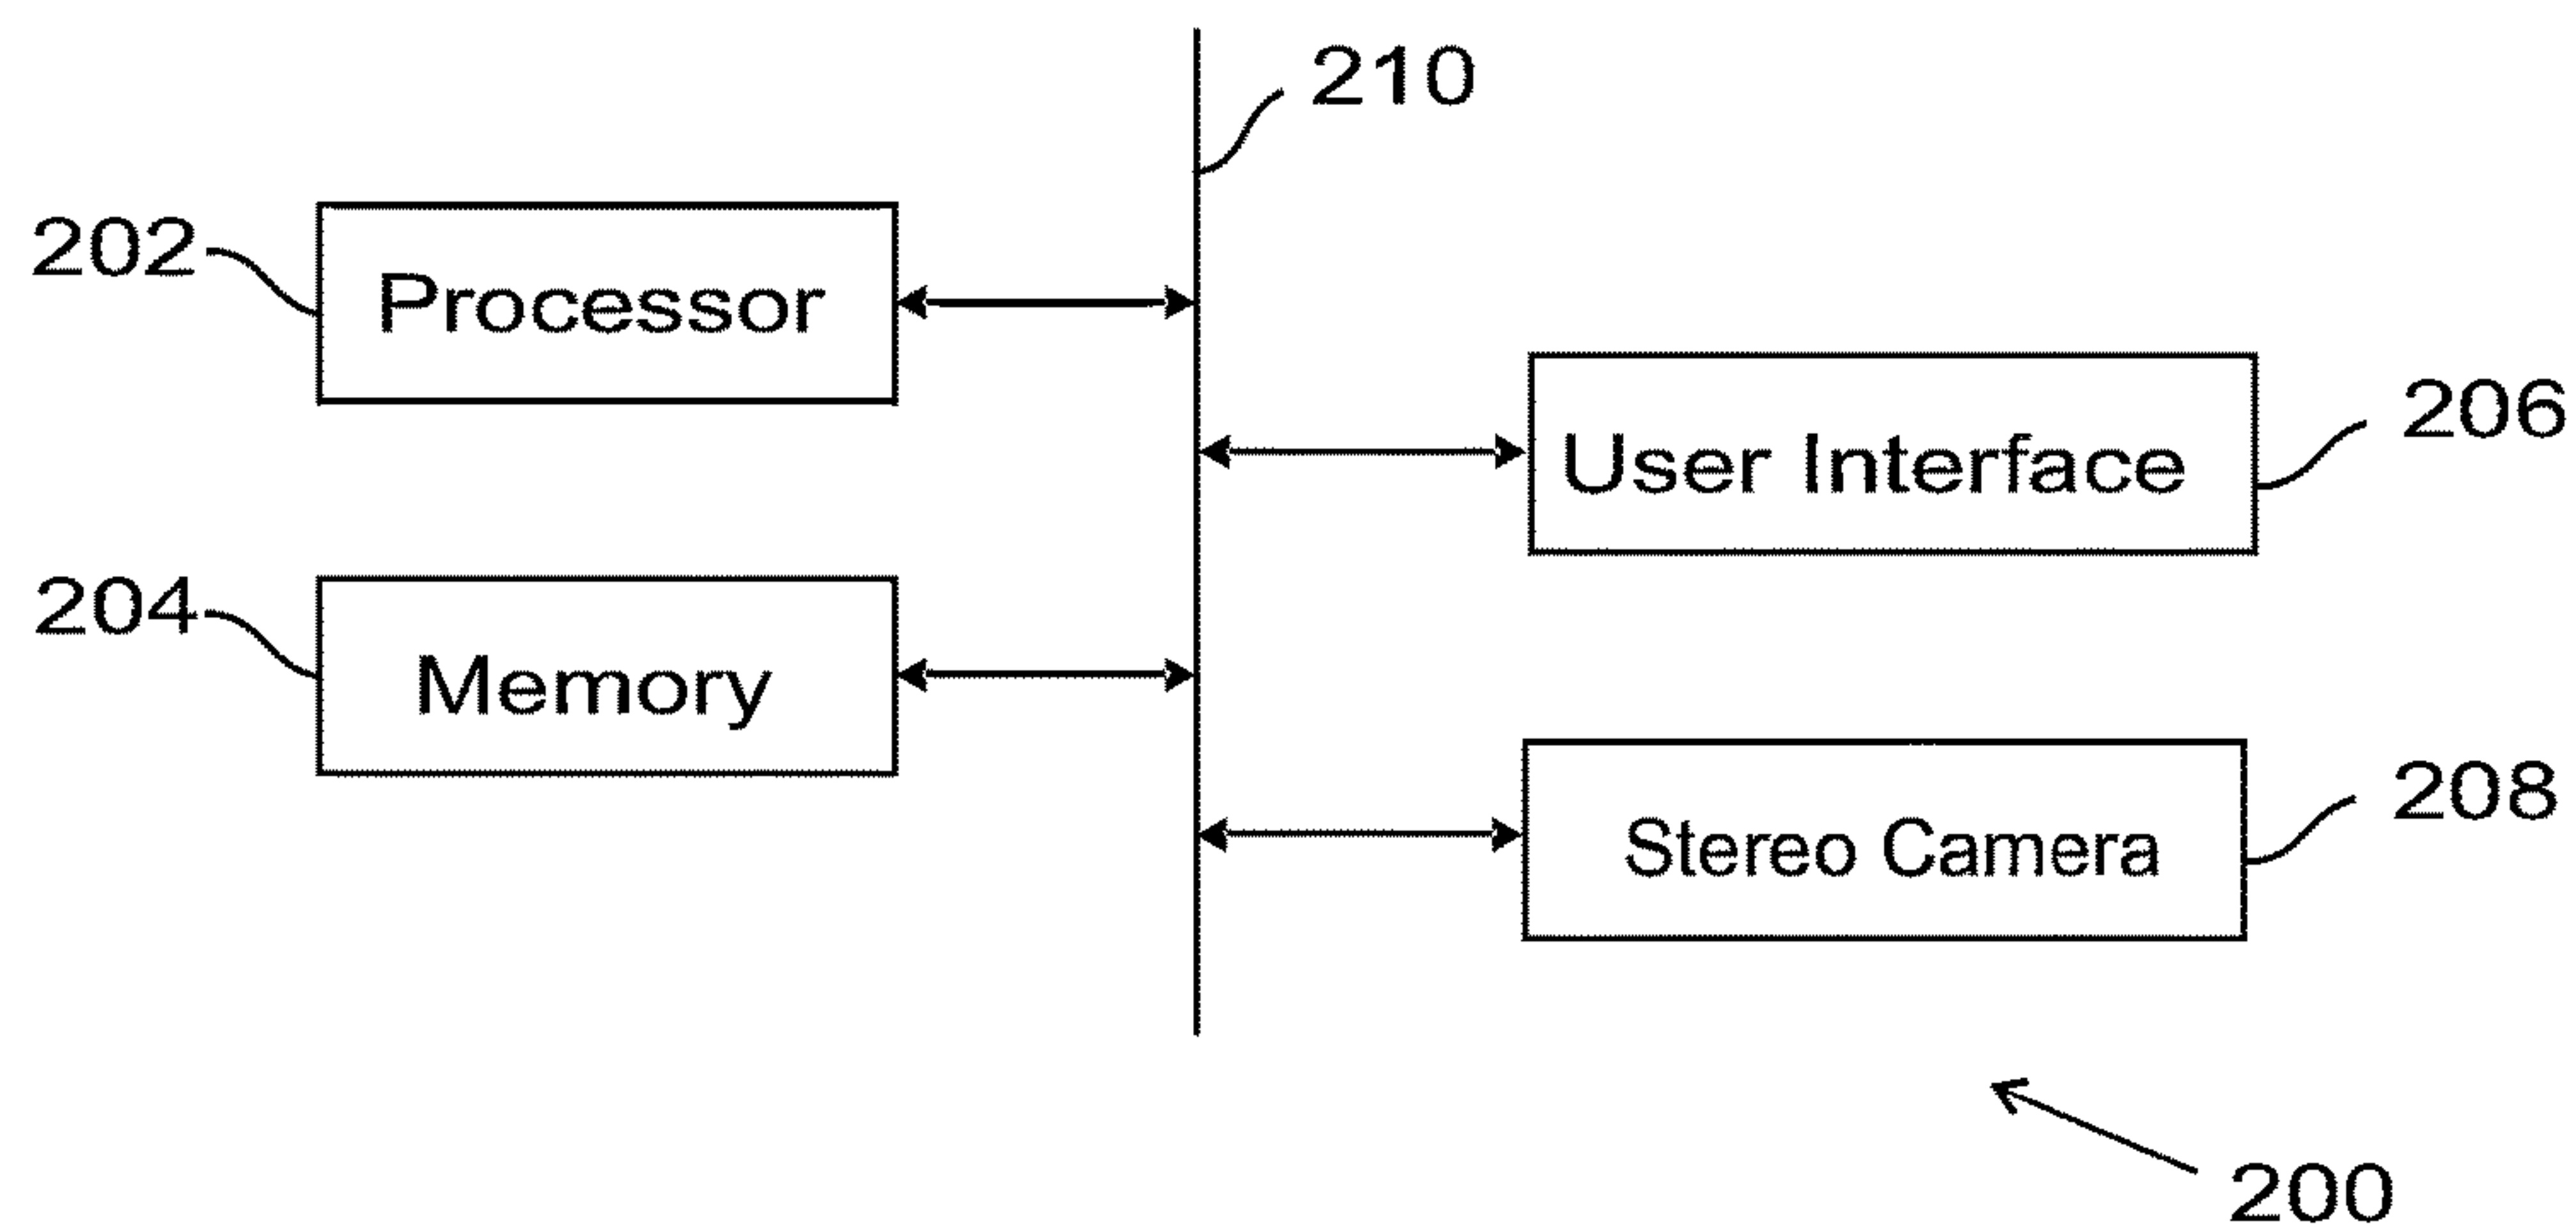 210
202
Processor
206
User Interface
204
Memory
208
Stereo Camera
200